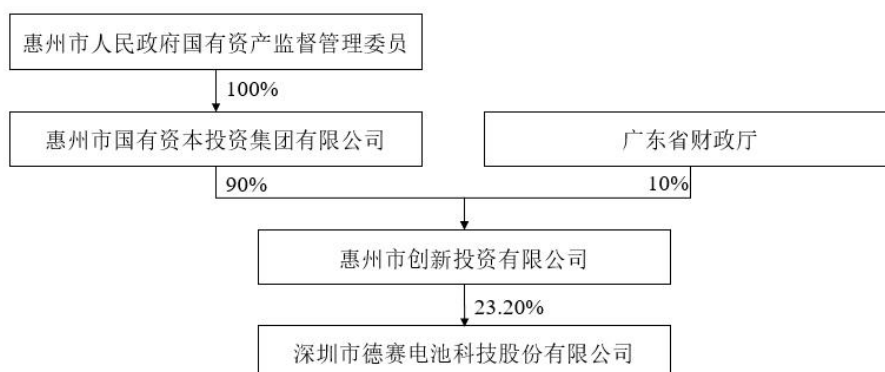 惠州市人民政府国有资产监督管理委员
100%
惠州市国有资本投资集团有限公司
广东省财政厅
90%
10%
惠州市创新投资有限公司
23.20%
深圳市德赛电池科技股份有限公司